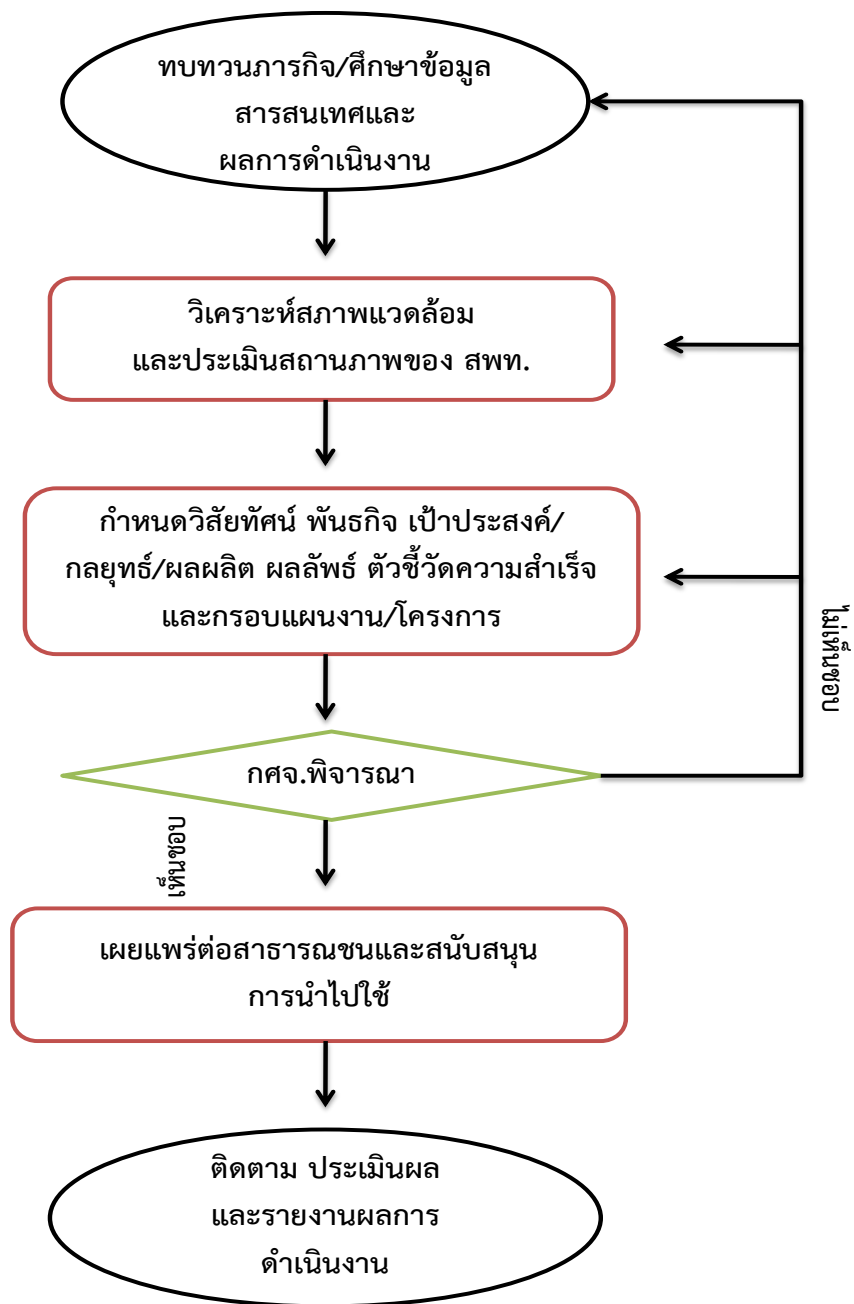 ทบทวนภารกิจ/ศึกษาข้อมูล
สารสนเทศและ
ผลการดำเนินงาน
วิเคราะห์สภาพแวดล้อม
และประเมินสถานภาพของ สพท.
กำหนดวิสัยทัศน์ พันธกิจ เป้าประสงค์/
กลยุทธ์/ผลผลิต ผลลัพธ์ ตัวชี้วัดความสำเร็จ
และกรอบแผนงาน/โครงการ
ไม่เห็นชอบ
กศจ.พิจารณา
เห็นชอบ
เผยแพร่ต่อสาธารณชนและสนับสนุน
การนำไปใช้
ติดตาม ประเมินผล
และรายงานผลการ
ดำเนินงาน